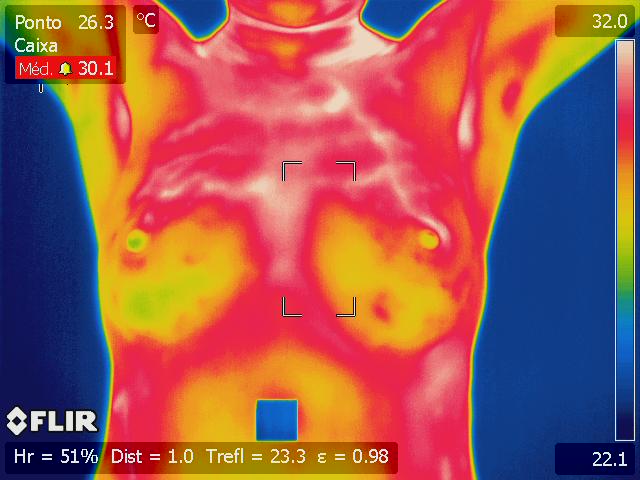 Ponto 26.3 °C
Caixa
Méd. 30.1
32.0
FLIR
Hr = 51% Dist = 1.0 Trefl = 23.3 ε = 0.98
22.1